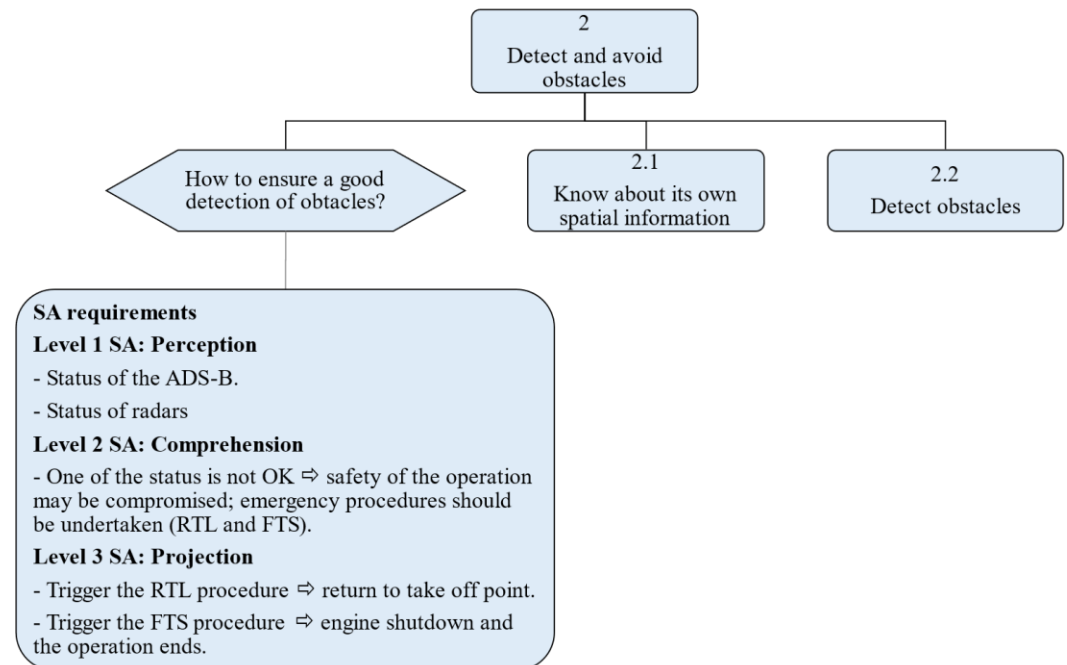 2
Detect and avoid
obstacles
How to ensure a good
detection of obtacles?
2.1
Know about its own
spatial information
2.2
Detect obstacles
SA requirements
Level 1 SA: Perception
- Status of the ADS-B.
- Status of radars
Level 2 SA: Comprehension
- One of the status is not OK ⇨ safety of the operation
may be compromised; emergency procedures should
be undertaken (RTL and FTS).
Level 3 SA: Projection
- Trigger the RTL procedure ⇨ return to take off point.
- Trigger the FTS procedure ⇨ engine shutdown and
the operation ends.